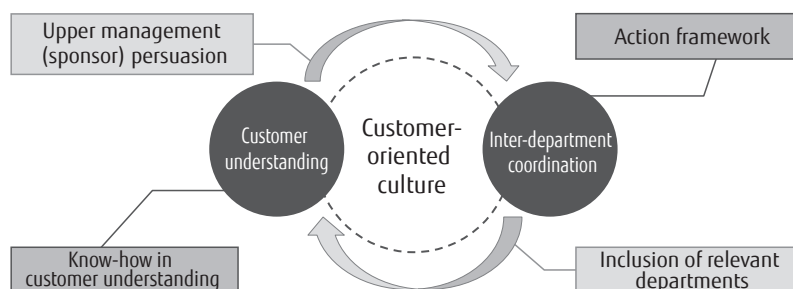 Upper management
(sponsor) persuasion
Action framework
Customer
understanding
Customer-
oriented
culture
Inter-department
coordination
Know-how in
customer understanding
Inclusion of relevant
departments